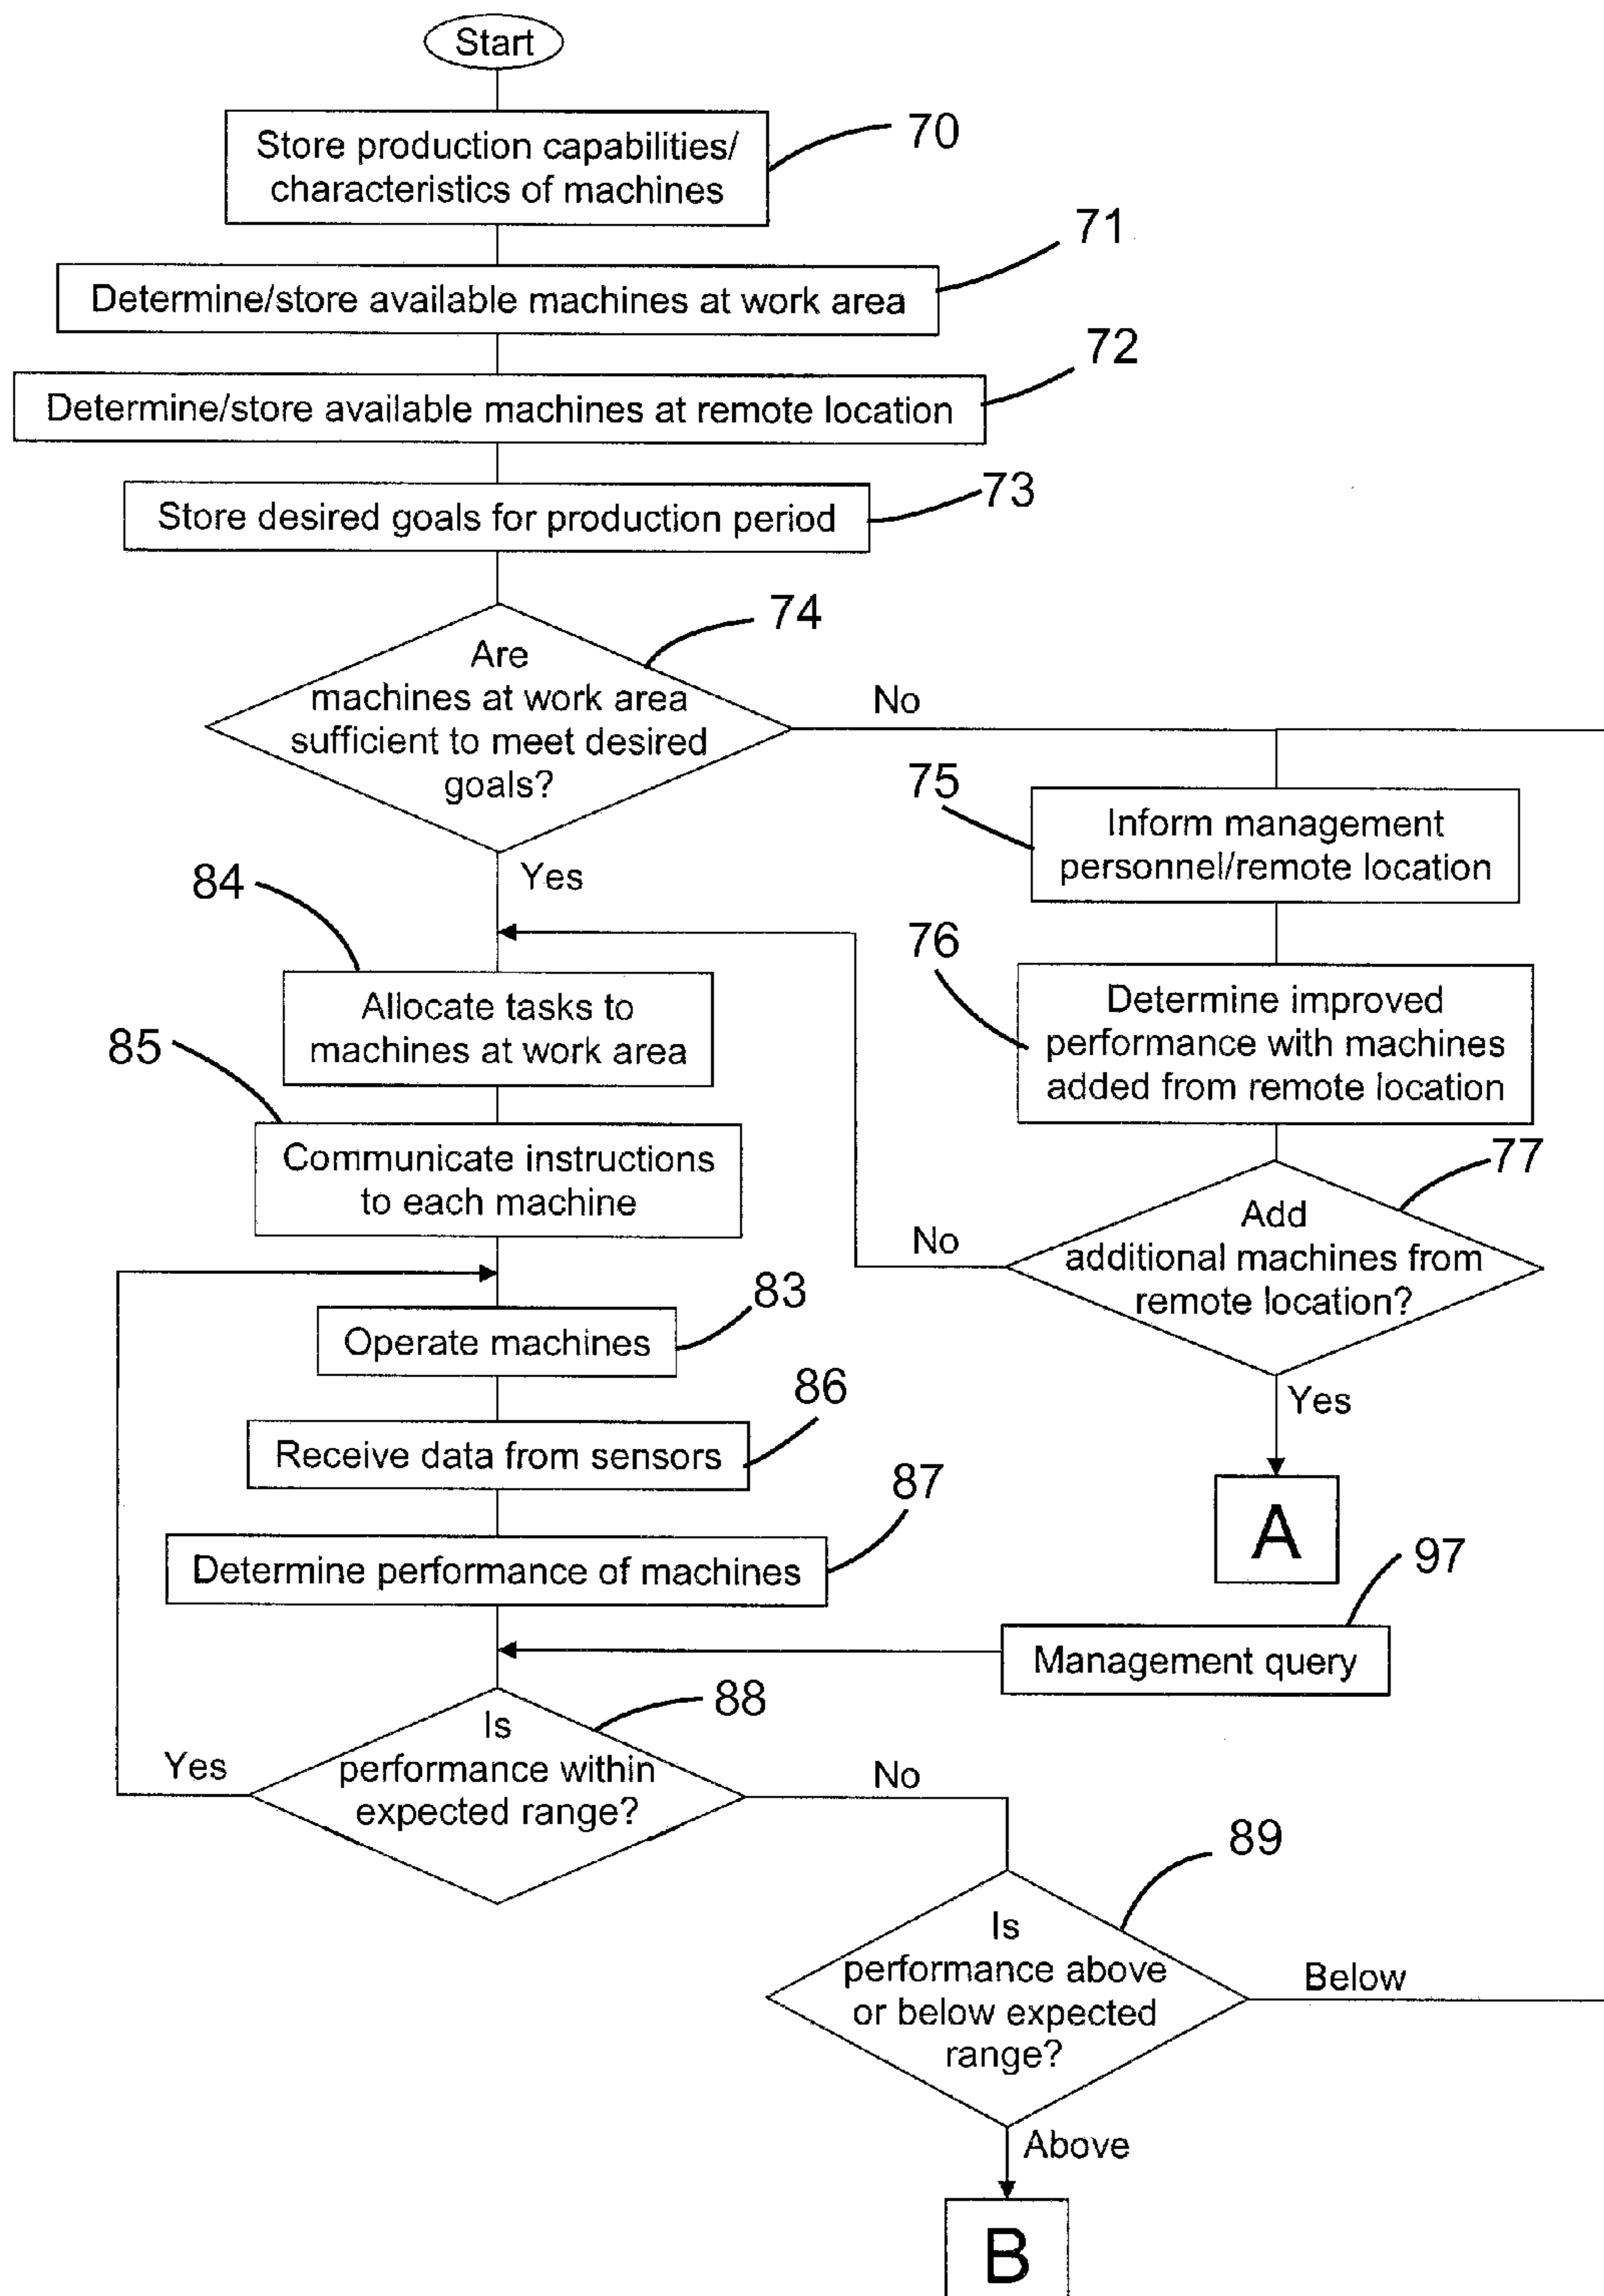 Start
Store production capabilities/
characteristics of machines
70
71
Determine/store available machines at work area
72
Determine/store available machines at remote location
73
Store desired goals for production period
74
Are
machines at work area
sufficient to meet desired
goals?
No
75
Inform management
personnel/remote location
Yes
84
76
Allocate tasks to
machines at work area
Determine improved
performance with machines
added from remote location
85
Communicate instructions
to each machine
77
Add
additional machines from
remote location?
No
83
Operate machines
Yes
86
Receive data from sensors
A
87
Determine performance of machines
97
Management query
88
Is
performance within
expected range?
Yes
No
89
Is
performance above
or below expected
range?
Below
Above
B